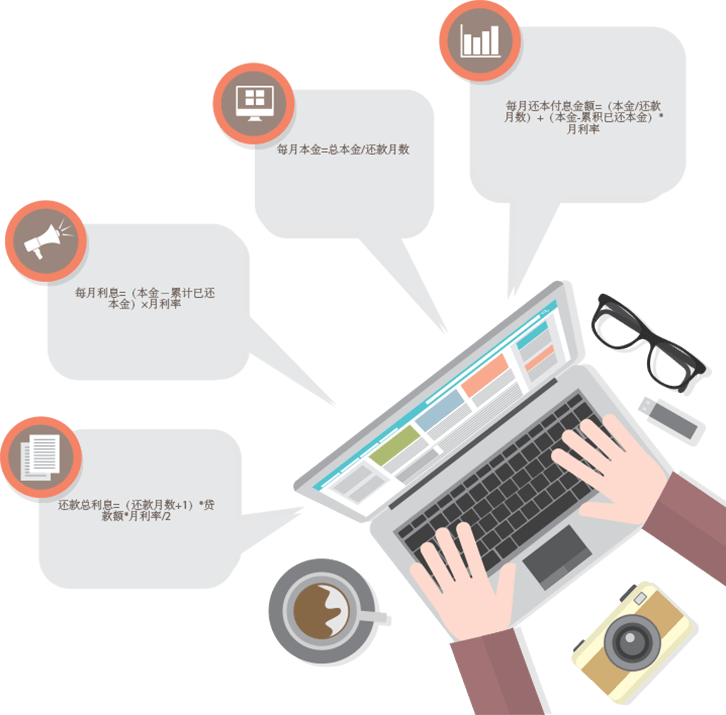 每月还本付息金额=（本金/还款
月数）+（本金-累积已还本金）*
月利率
每月本金=总本金/还款月数
每月利息=（本金－累计已还
本金）×月利率
还款总利息=（还款月数+1）*贷
款额*月利率/2